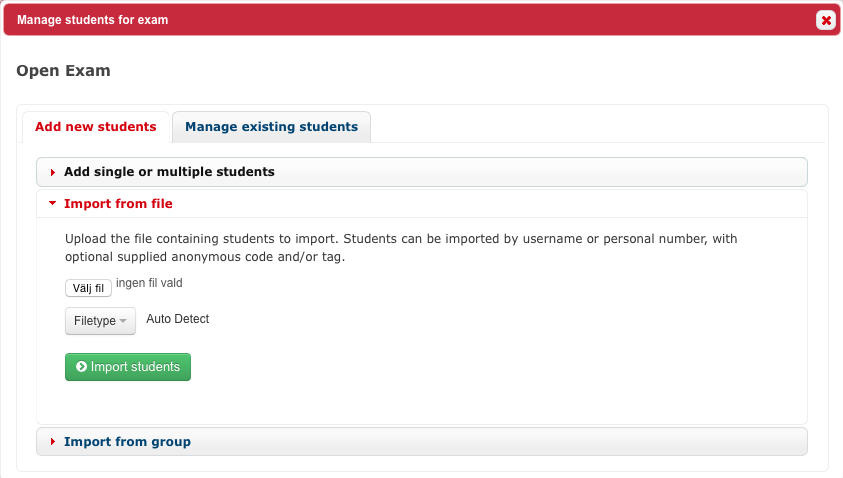 Manage students for exam
Open Exam
Add new students
Manage existing students
Add single or multiple students
Import from file
Upload the file containing students to import. Students can be imported by username or personal number, with
optional supplied anonymous code and/or tag.
Välj fil ingen fil vald
Filetype Auto Detect
Import students
Import from group